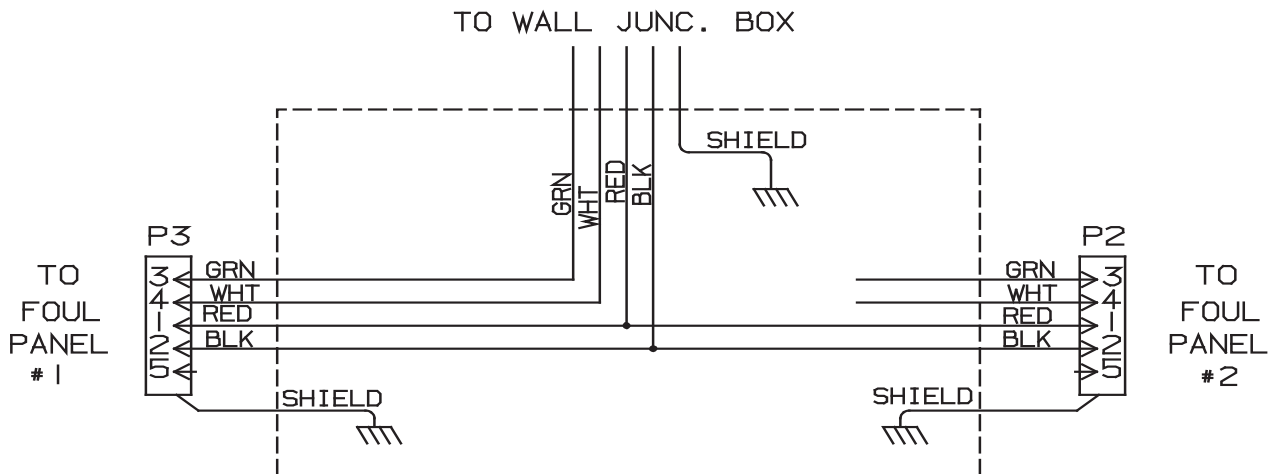 TO WALL JUNC. BOX
SHIELD
GRN
WHT
RED
BLK
P3
TO
FOUL
PANEL
#1
3
4
1
2
5
GRN
WHT
RED
BLK
SHIELD
P2
GRN
WHT
RED
BLK
3
4
1
2
5
SHIELD
TO
FOUL
PANEL
#2